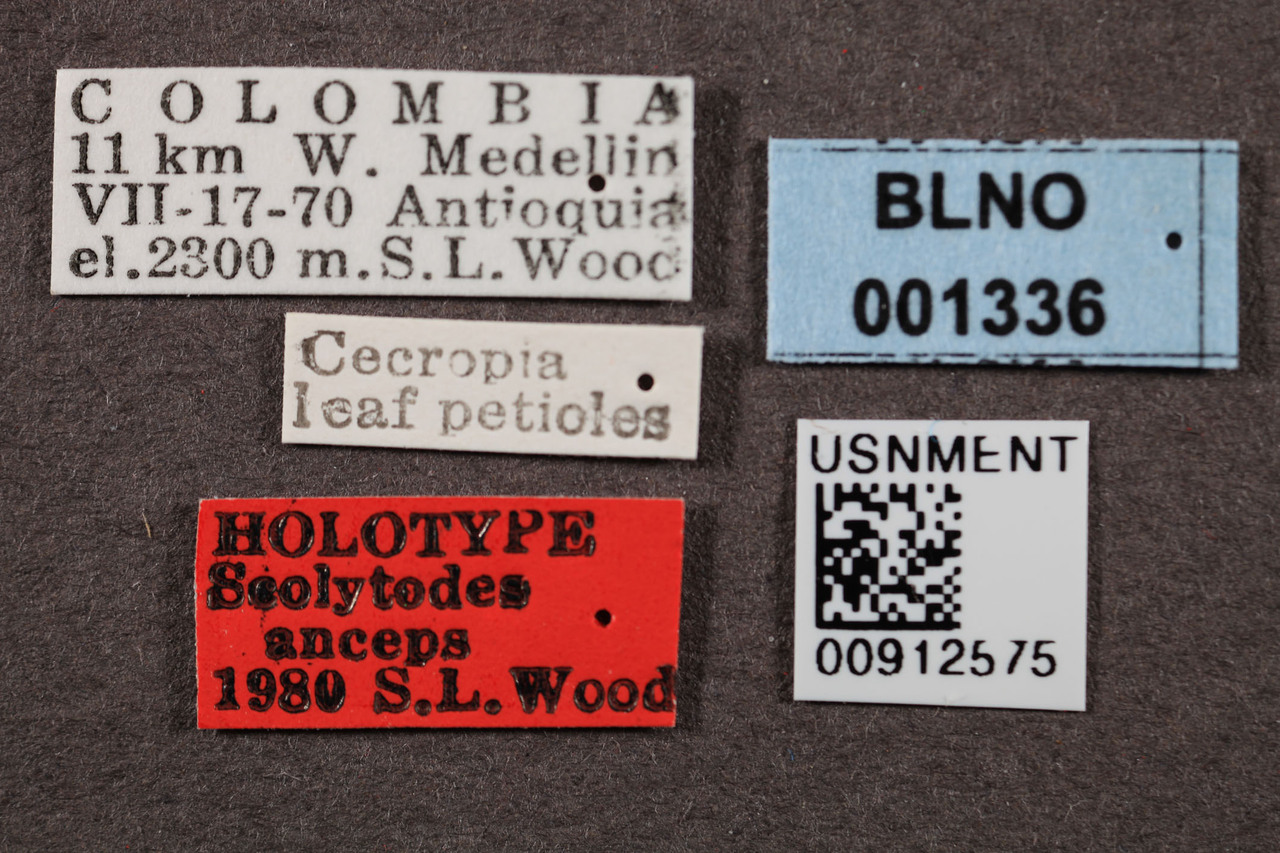 COLOMBIA
11 km W. Medellin
VII-17-70 Antioquia
el.2300 m. S.L. Wood
Cecropia
leaf petioles
HOLOTYPE
Scolytodes
anceps
1980 S.L. Wood
BLNO
001336
USNMENT
00912575